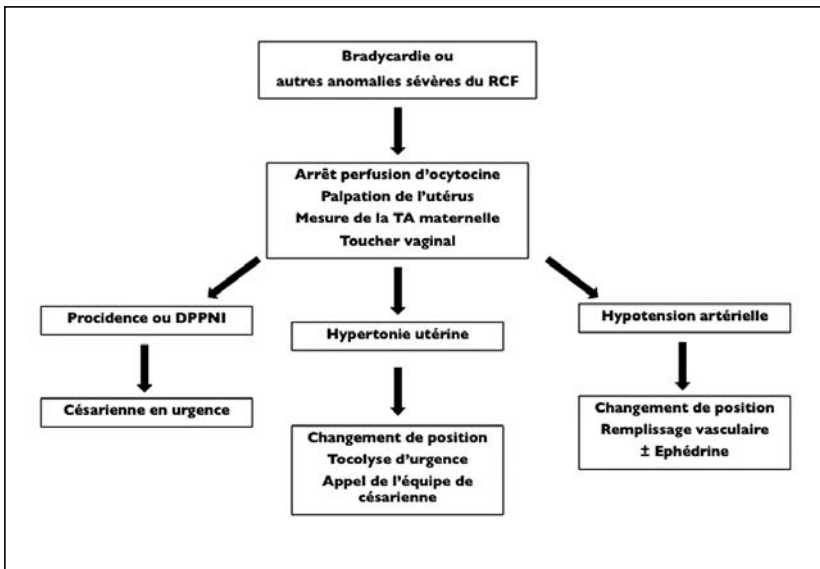 Bradycardie ou
autres anomalies sévères du RCF
Arrêt perfusion d'ocytocine
Palpation de l'utérus
Mesure de la TA maternelle
Toucher vaginal
Procidence ou DPPNI
Hypertonie utérine
Hypotension artérielle
Césarienne en urgence
Changement de position
Tocolyse d'urgence
Appel de l'équipe de
césarienne
Changement de position
Remplissage vasculaire
± Ephédrine